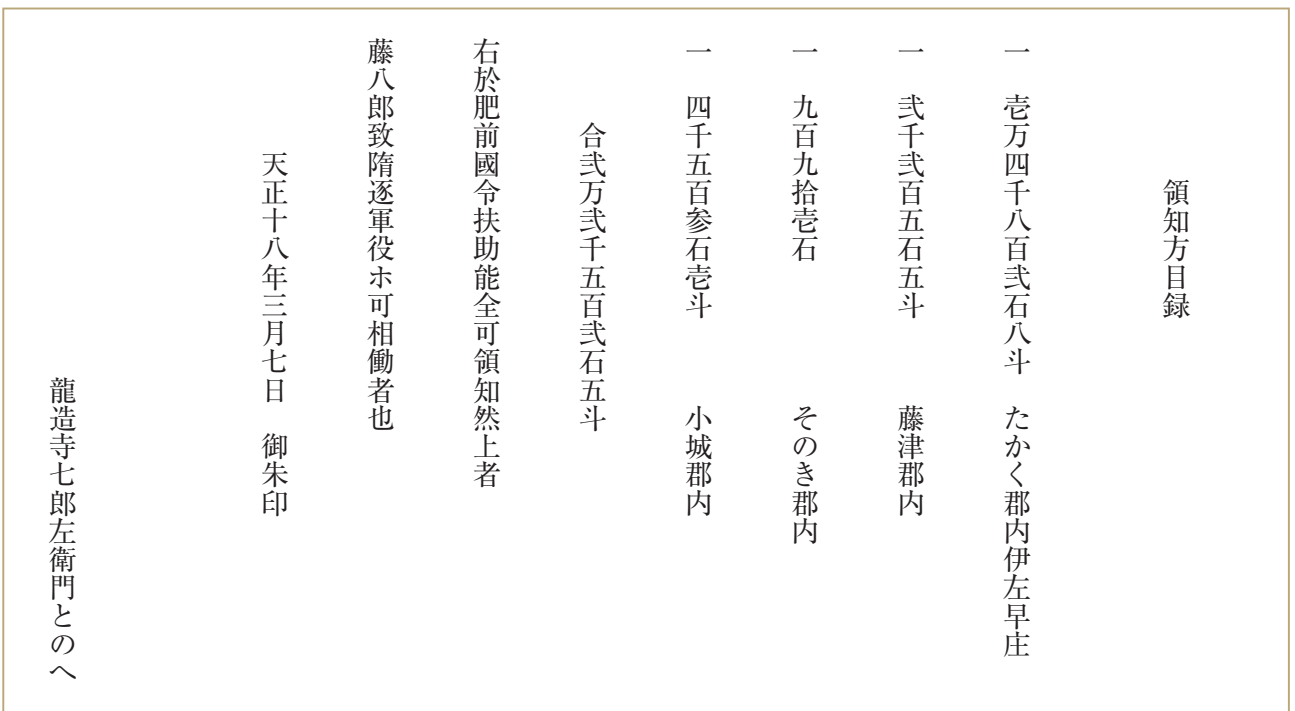 領知方目録
一　壱万四千八百弐石八斗　たかく郡内伊左早庄
一　弐千弐百五石五斗　　　藤津郡内
一　九百九拾壱石　　　　　そのき郡内
一　四千五百参石壱斗　　　小城郡内
合弐万弐千五百弐石五斗
右於肥前國令扶助能全可領知然上者
藤八郎致隋逐軍役ホ可相働者也
天正十八年三月七日　御朱印
龍造寺七郎左衛門とのへ